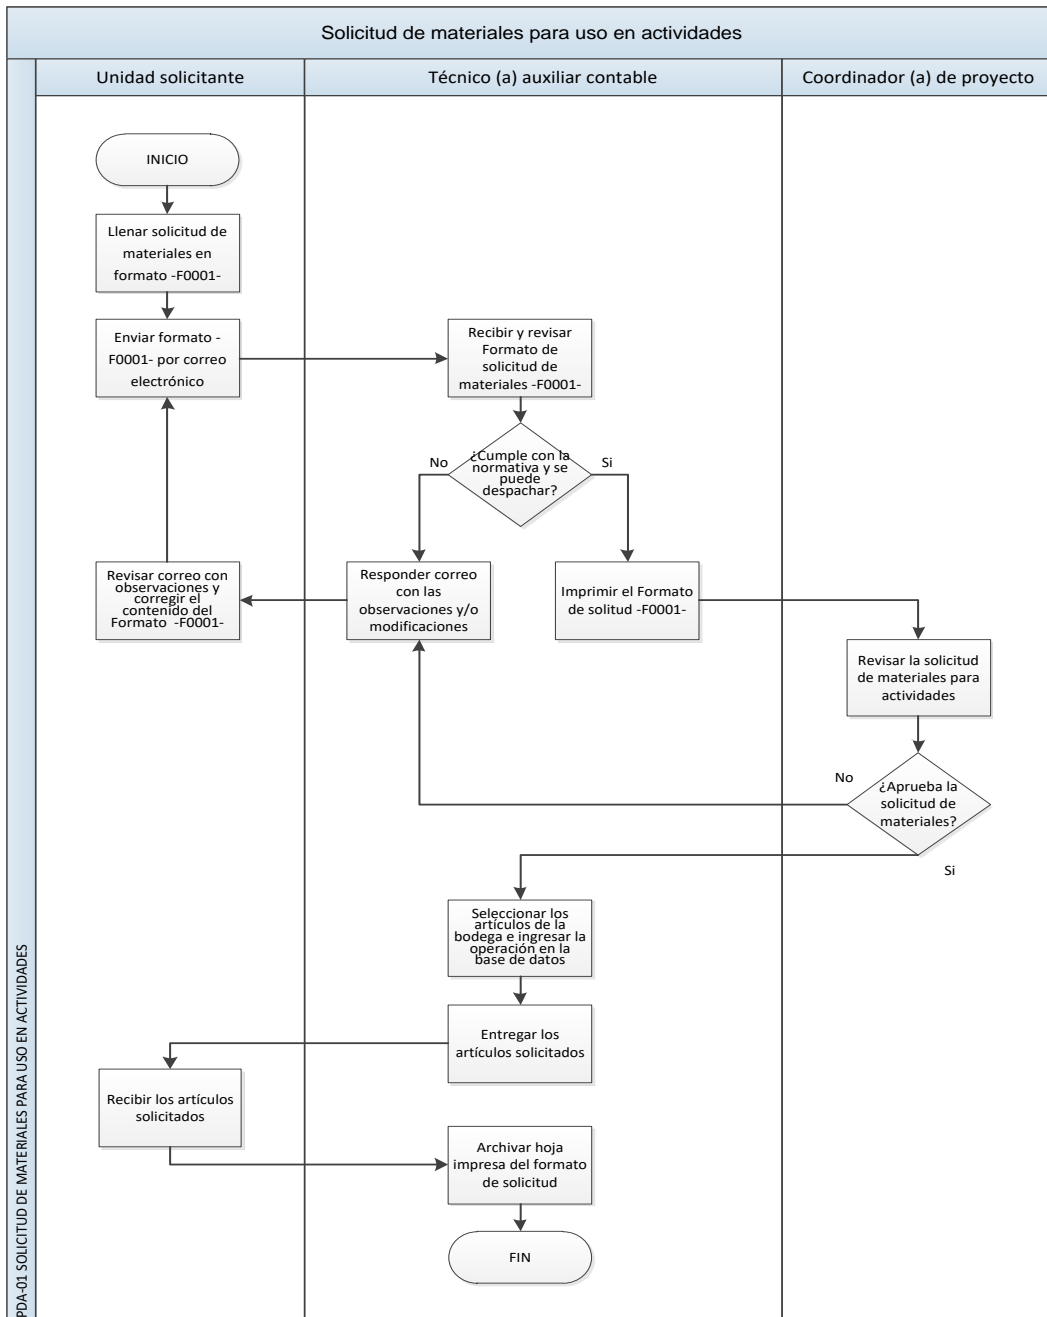 Solicitud de materiales para uso en actividades
Unidad solicitante
Técnico (a) auxiliar contable
Coordinador (a) de proyecto
INICIO
Llenar solicitud de
materiales en
formato -F0001-
Enviar formato -
F0001- por correo
electrónico
Recibir y revisar
Formato de
solicitud de
materiales -F0001-
¿Cumple con la
normativa y se
puede
despachar?
No
Si
Revisar correo con
observaciones y
corregir el
contenido del
Formato -F0001-
Responder correo
con las
observaciones y/o
modificaciones
Imprimir el Formato
de solitud -F0001-
Revisar la solicitud
de materiales para
actividades
No
¿Aprueba la
solicitud de
materiales?
Si
Seleccionar los
artículos de la
bodega e ingresar la
operación en la
base de datos
Entregar los
artículos solicitados
Recibir los artículos
solicitados
Archivar hoja
impresa del formato
de solicitud
FIN
PDA-01 SOLICITUD DE MATERIALES PARA USO EN ACTIVIDADES